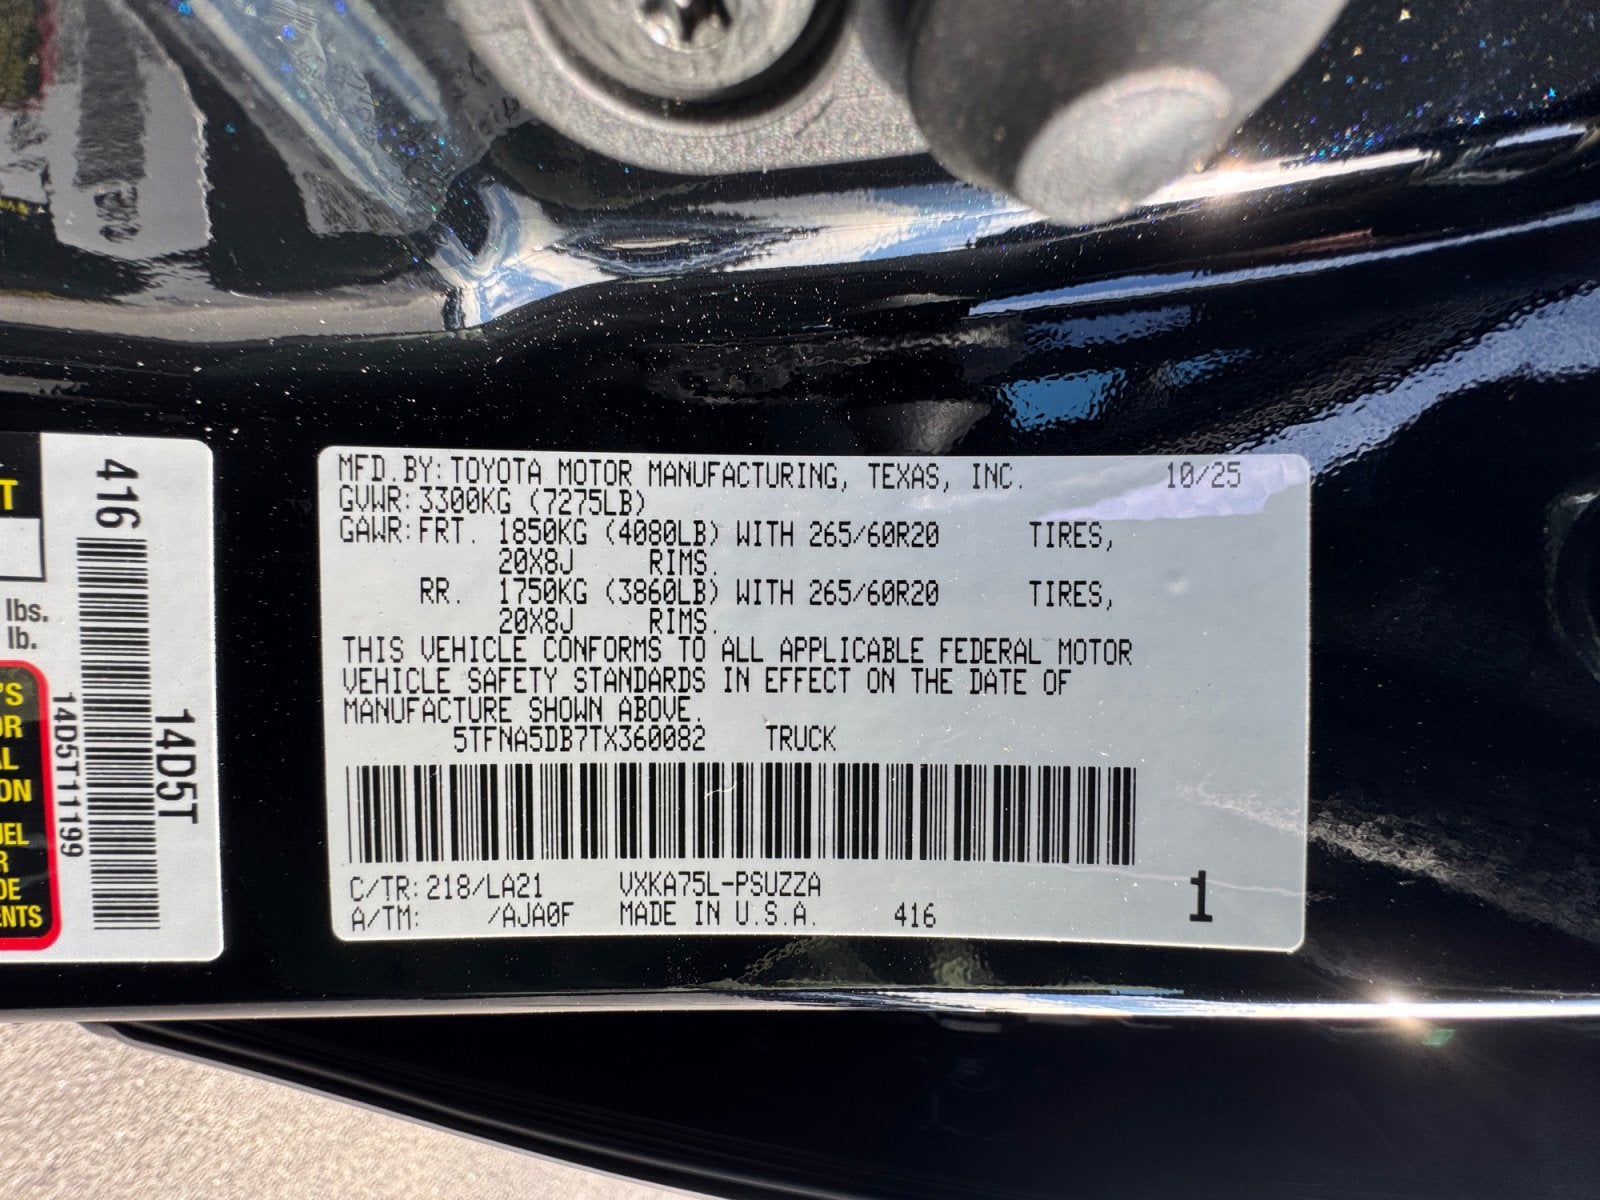 MFD.BY: TOYOTA MOTOR MANUFACTURING, TEXAS, INC. 10/25
GVWR: 3300KG (7275LB)
GAWR: FRT. 1850KG (4080LB) WITH 265/60R20 TIRES,
20X8J RIMS.
RR. 1750KG (3860LB) WITH 265/60R20 TIRES,
20X8J RIMS.
THIS VEHICLE CONFORMS TO ALL APPLICABLE FEDERAL MOTOR
VEHICLE SAFETY STANDARDS IN EFFECT ON THE DATE OF
MANUFACTURE SHOWN ABOVE.
5TFNA5DB7TX360082 TRUCK
C/TR: 218/LA21 VXKA75L-PSUZZA
A/TM: /AJA0F MADE IN U.S.A. 416
1
416
14D5T
14D5T11199
lbs.
lb.